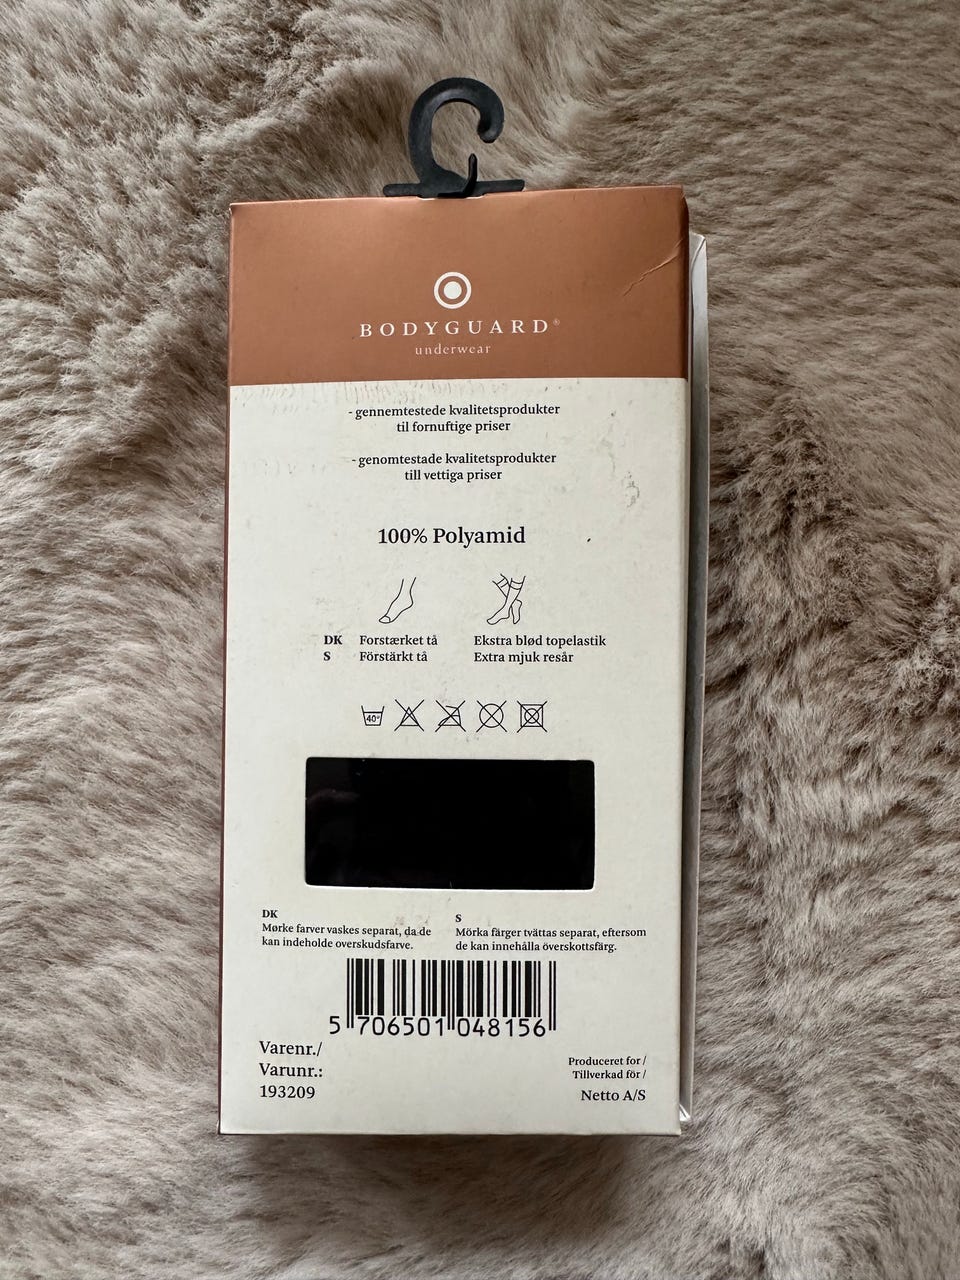 BODYGUARD®
underwear
- gennemtestede kvalitetsprodukter
til fornuftige priser
- genomtestade kvalitetsprodukter
till vettiga priser
100% Polyamid
DK Forstærket tå Ekstra blød topelastik
S Förstärkt tå Extra mjuk resår
40°
DK
Mørke farver vaskes separat, da de
kan indeholde overskudsfarve.
S
Mörka färger tvättas separat, eftersom
de kan innehålla överskottsfärg.
5 706501 048156
Varenr./
Varunr.:
193209
Produceret for /
Tillverkad för /
Netto A/S